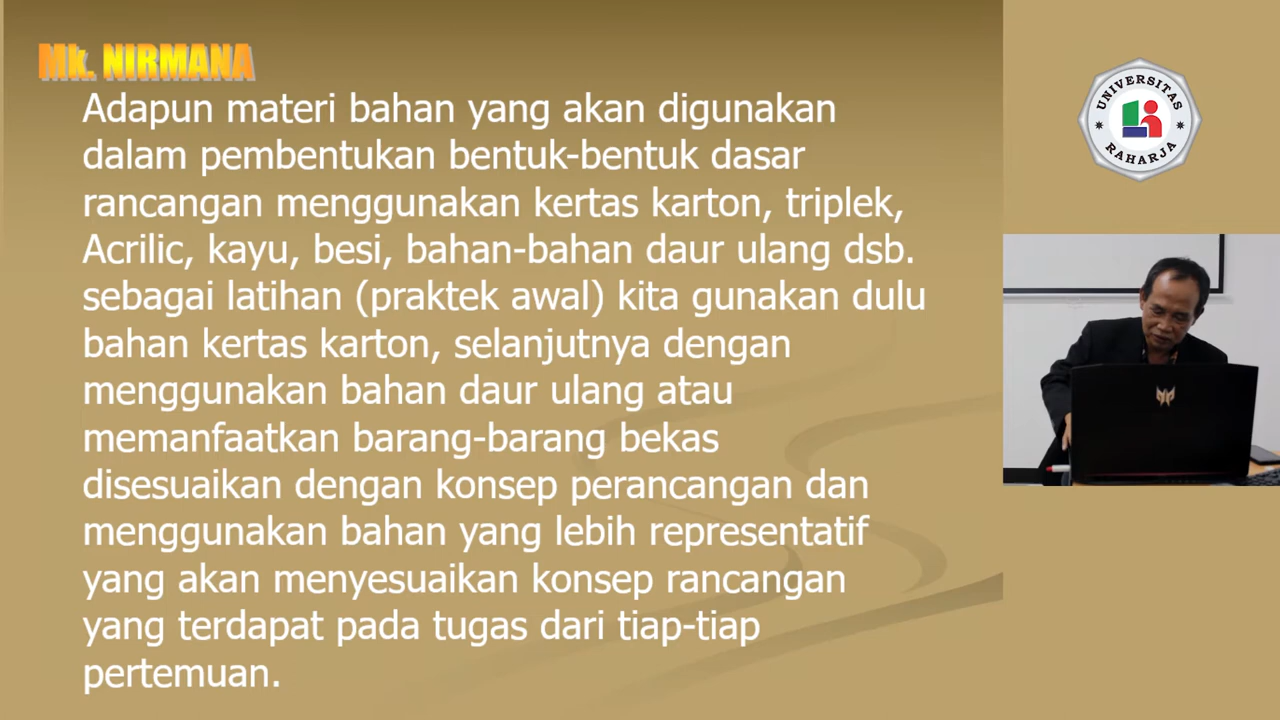 Mk. NIRMANA
Adapun materi bahan yang akan digunakan
dalam pembentukan bentuk-bentuk dasar
rancangan menggunakan kertas karton, triplek,
Acrilic, kayu, besi, bahan-bahan daur ulang dsb.
sebagai latihan (praktek awal) kita gunakan dulu
bahan kertas karton, selanjutnya dengan
menggunakan bahan daur ulang atau
memanfaatkan barang-barang bekas
disesuaikan dengan konsep perancangan dan
menggunakan bahan yang lebih representatif
yang akan menyesuaikan konsep rancangan
yang terdapat pada tugas dari tiap-tiap
pertemuan.
UNIVERSITAS
RAHARJA